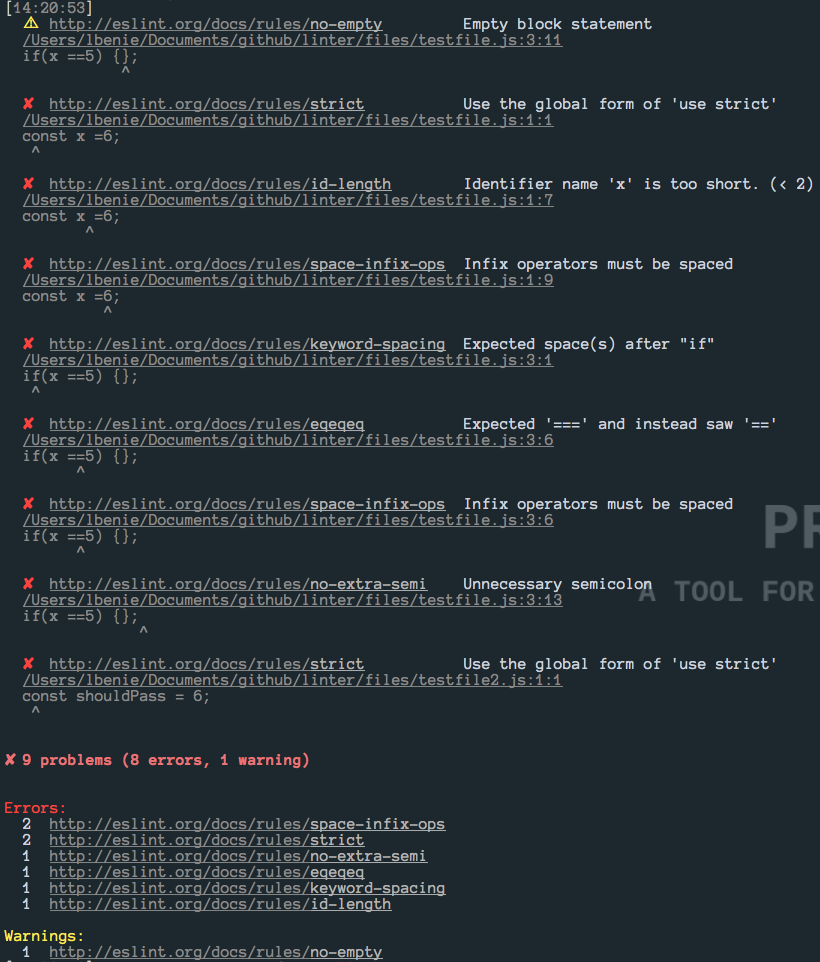 [14:20:53]
⚠ http://eslint.org/docs/rules/no-empty Empty block statement
/Users/lbenie/Documents/github/linter/files/testfile.js:3:11
if(x ==5) {};
^
✘ http://eslint.org/docs/rules/strict Use the global form of 'use strict'
/Users/lbenie/Documents/github/linter/files/testfile.js:1:1
const x =6;
^
✘ http://eslint.org/docs/rules/id-length Identifier name 'x' is too short. (< 2)
/Users/lbenie/Documents/github/linter/files/testfile.js:1:7
const x =6;
^
✘ http://eslint.org/docs/rules/space-infix-ops Infix operators must be spaced
/Users/lbenie/Documents/github/linter/files/testfile.js:1:9
const x =6;
^
✘ http://eslint.org/docs/rules/keyword-spacing Expected space(s) after "if"
/Users/lbenie/Documents/github/linter/files/testfile.js:3:1
if(x ==5) {};
^
✘ http://eslint.org/docs/rules/eqeqeq Expected '===' and instead saw '=='
/Users/lbenie/Documents/github/linter/files/testfile.js:3:6
if(x ==5) {};
^
✘ http://eslint.org/docs/rules/space-infix-ops Infix operators must be spaced
/Users/lbenie/Documents/github/linter/files/testfile.js:3:6
if(x ==5) {};
^
PR
✘ http://eslint.org/docs/rules/no-extra-semi Unnecessary semicolon
A TOOL FOR
/Users/lbenie/Documents/github/linter/files/testfile.js:3:13
if(x ==5) {};
^
✘ http://eslint.org/docs/rules/strict Use the global form of 'use strict'
/Users/lbenie/Documents/github/linter/files/testfile2.js:1:1
const shouldPass = 6;
^
✘ 9 problems (8 errors, 1 warning)
Errors:
2 http://eslint.org/docs/rules/space-infix-ops
2 http://eslint.org/docs/rules/strict
1 http://eslint.org/docs/rules/no-extra-semi
1 http://eslint.org/docs/rules/eqeqeq
1 http://eslint.org/docs/rules/keyword-spacing
1 http://eslint.org/docs/rules/id-length
Warnings:
1 http://eslint.org/docs/rules/no-empty